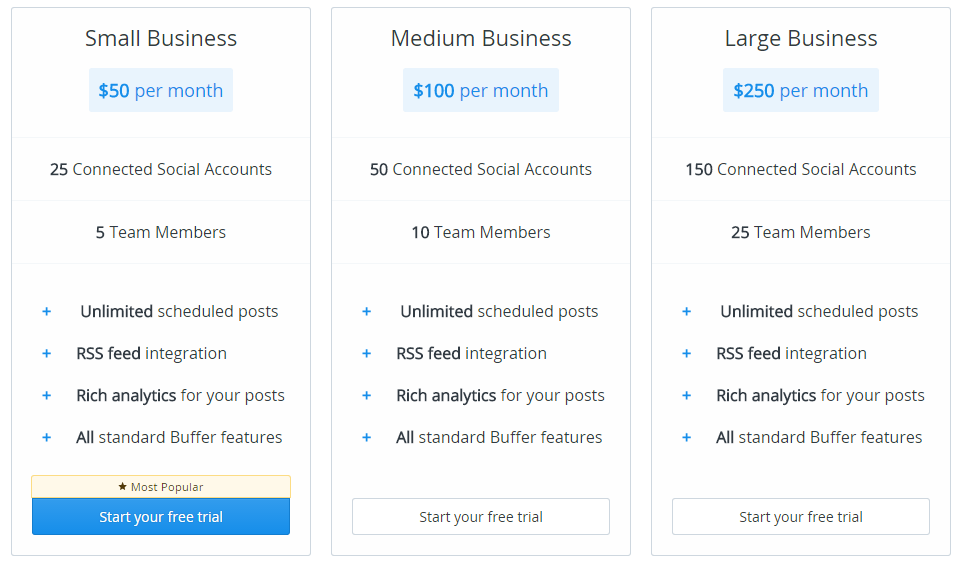 Small Business
$50 per month
25 Connected Social Accounts
5 Team Members
+ Unlimited scheduled posts
+ RSS feed integration
+ Rich analytics for your posts
+ All standard Buffer features
★ Most Popular
Start your free trial
Medium Business
$100 per month
50 Connected Social Accounts
10 Team Members
+ Unlimited scheduled posts
+ RSS feed integration
+ Rich analytics for your posts
+ All standard Buffer features
Start your free trial
Large Business
$250 per month
150 Connected Social Accounts
25 Team Members
+ Unlimited scheduled posts
+ RSS feed integration
+ Rich analytics for your posts
+ All standard Buffer features
Start your free trial